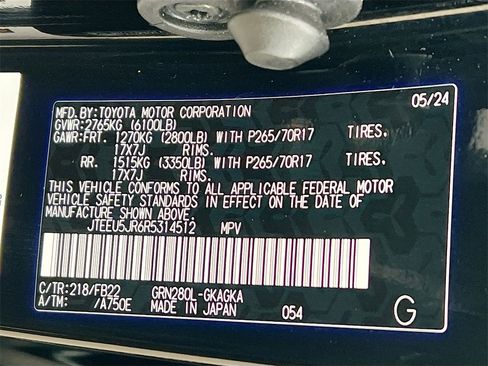 05/24
MFD. BY:TOYOTA MOTOR CORPORATION
GVWR:2765KG (6100LB)
GAWR:FRT. 1270KG (2800LB) WITH P265/70R17 TIRES,
17X7J RIMS.
RR. 1515KG (3350LB) WITH P265/70R17 TIRES,
17X7J RIMS.
THIS VEHICLE CONFORMS TO ALL APPLICABLE FEDERAL MOTOR
VEHICLE SAFETY STANDARDS IN EFFECT ON THE DATE OF
MANUFACTURE SHOWN ABOVE.
JTEEU5JR6R5314512 MPV
C/TR:218/FB22 GRN280L-GKAGKA
A/TM: /A750E MADE IN JAPAN 054 G